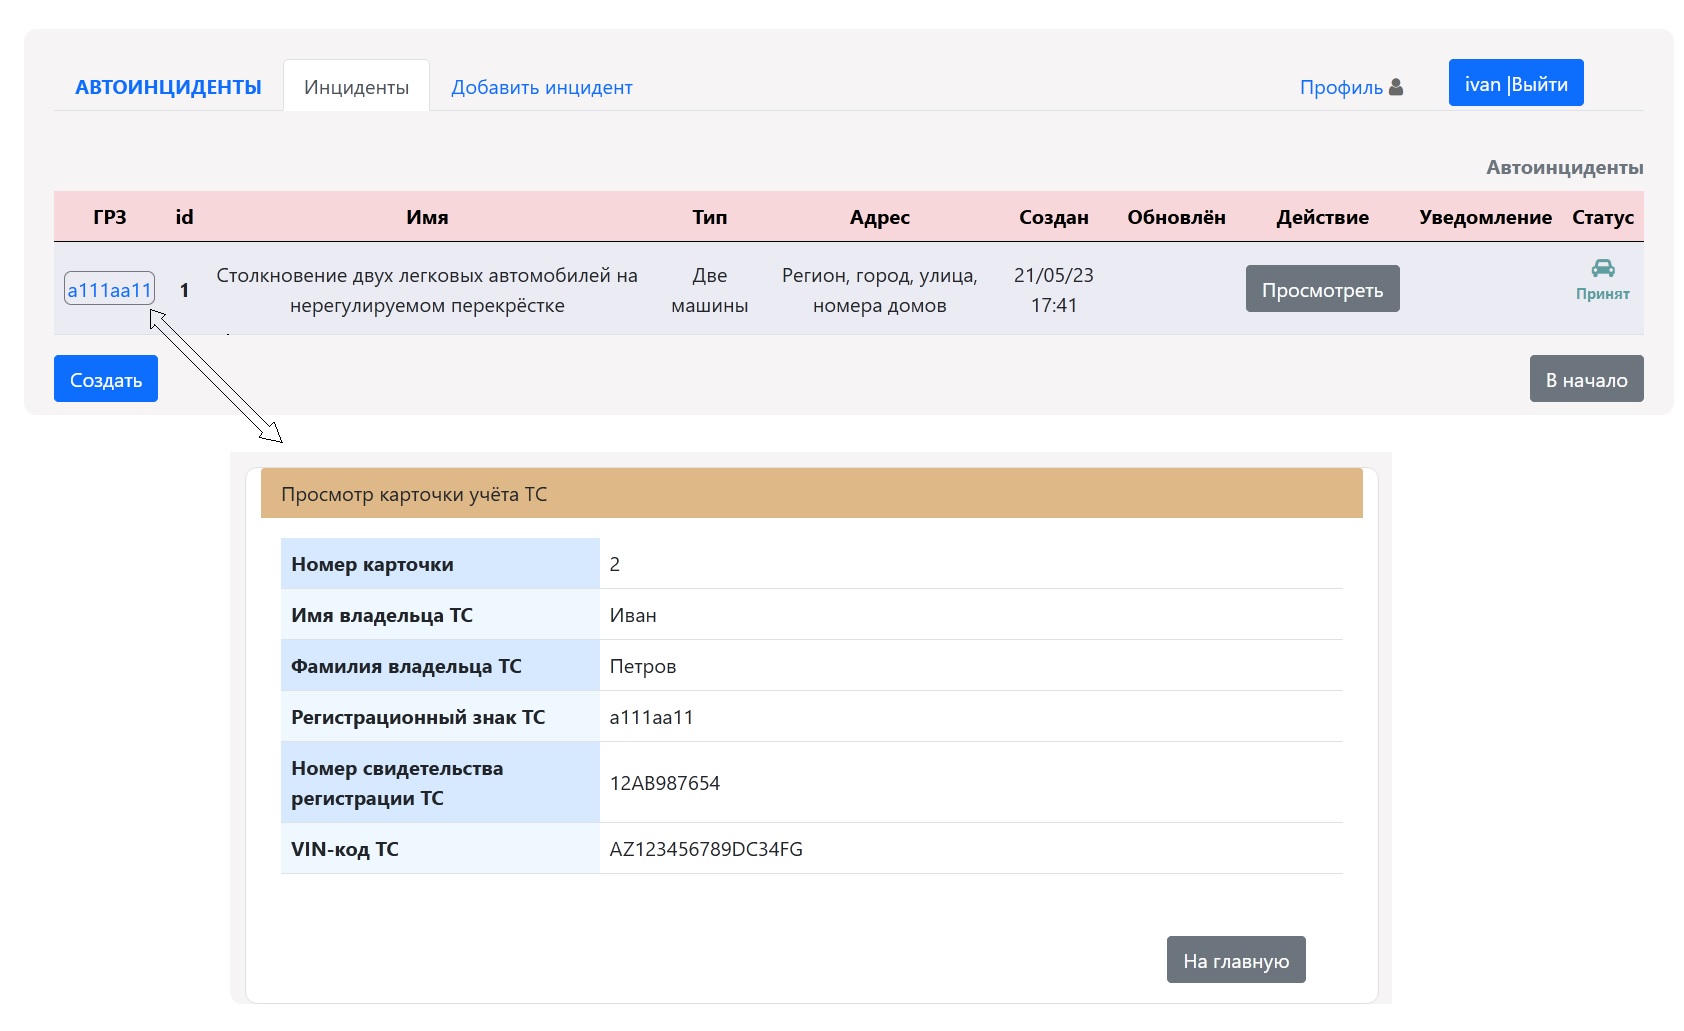 АВТОИНЦИДЕНТЫ Инциденты Добавить инцидент Профиль ivan |Выйти
Автоинциденты
ГРЗ id Имя Тип Адрес Создан Обновлён Действие Уведомление Статус
a111aa11 1 Столкновение двух легковых автомобилей на нерегулируемом перекрёстке Две машины Регион, город, улица, номера домов 21/05/23 17:41 Просмотреть Принят
Создать В начало
Просмотр карточки учёта ТС
Номер карточки 2
Имя владельца ТС Иван
Фамилия владельца ТС Петров
Регистрационный знак ТС a111aa11
Номер свидетельства регистрации ТС 12AB987654
VIN-код ТС AZ123456789DC34FG
На главную